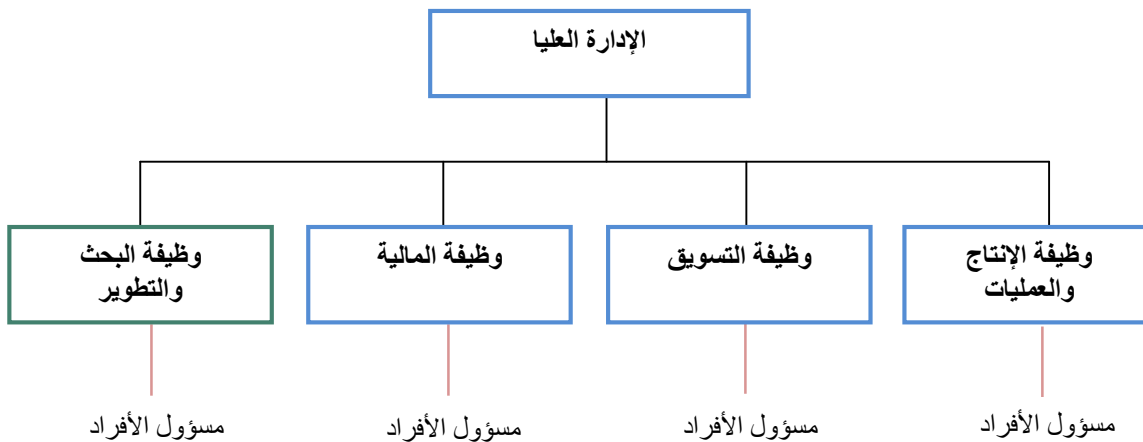 الإدارة العليا
وظيفة الإنتاج
والعمليات
وظيفة التسويق
وظيفة المالية
وظيفة البحث
والتطوير
مسؤول الأفراد
مسؤول الأفراد
مسؤول الأفراد
مسؤول الأفراد